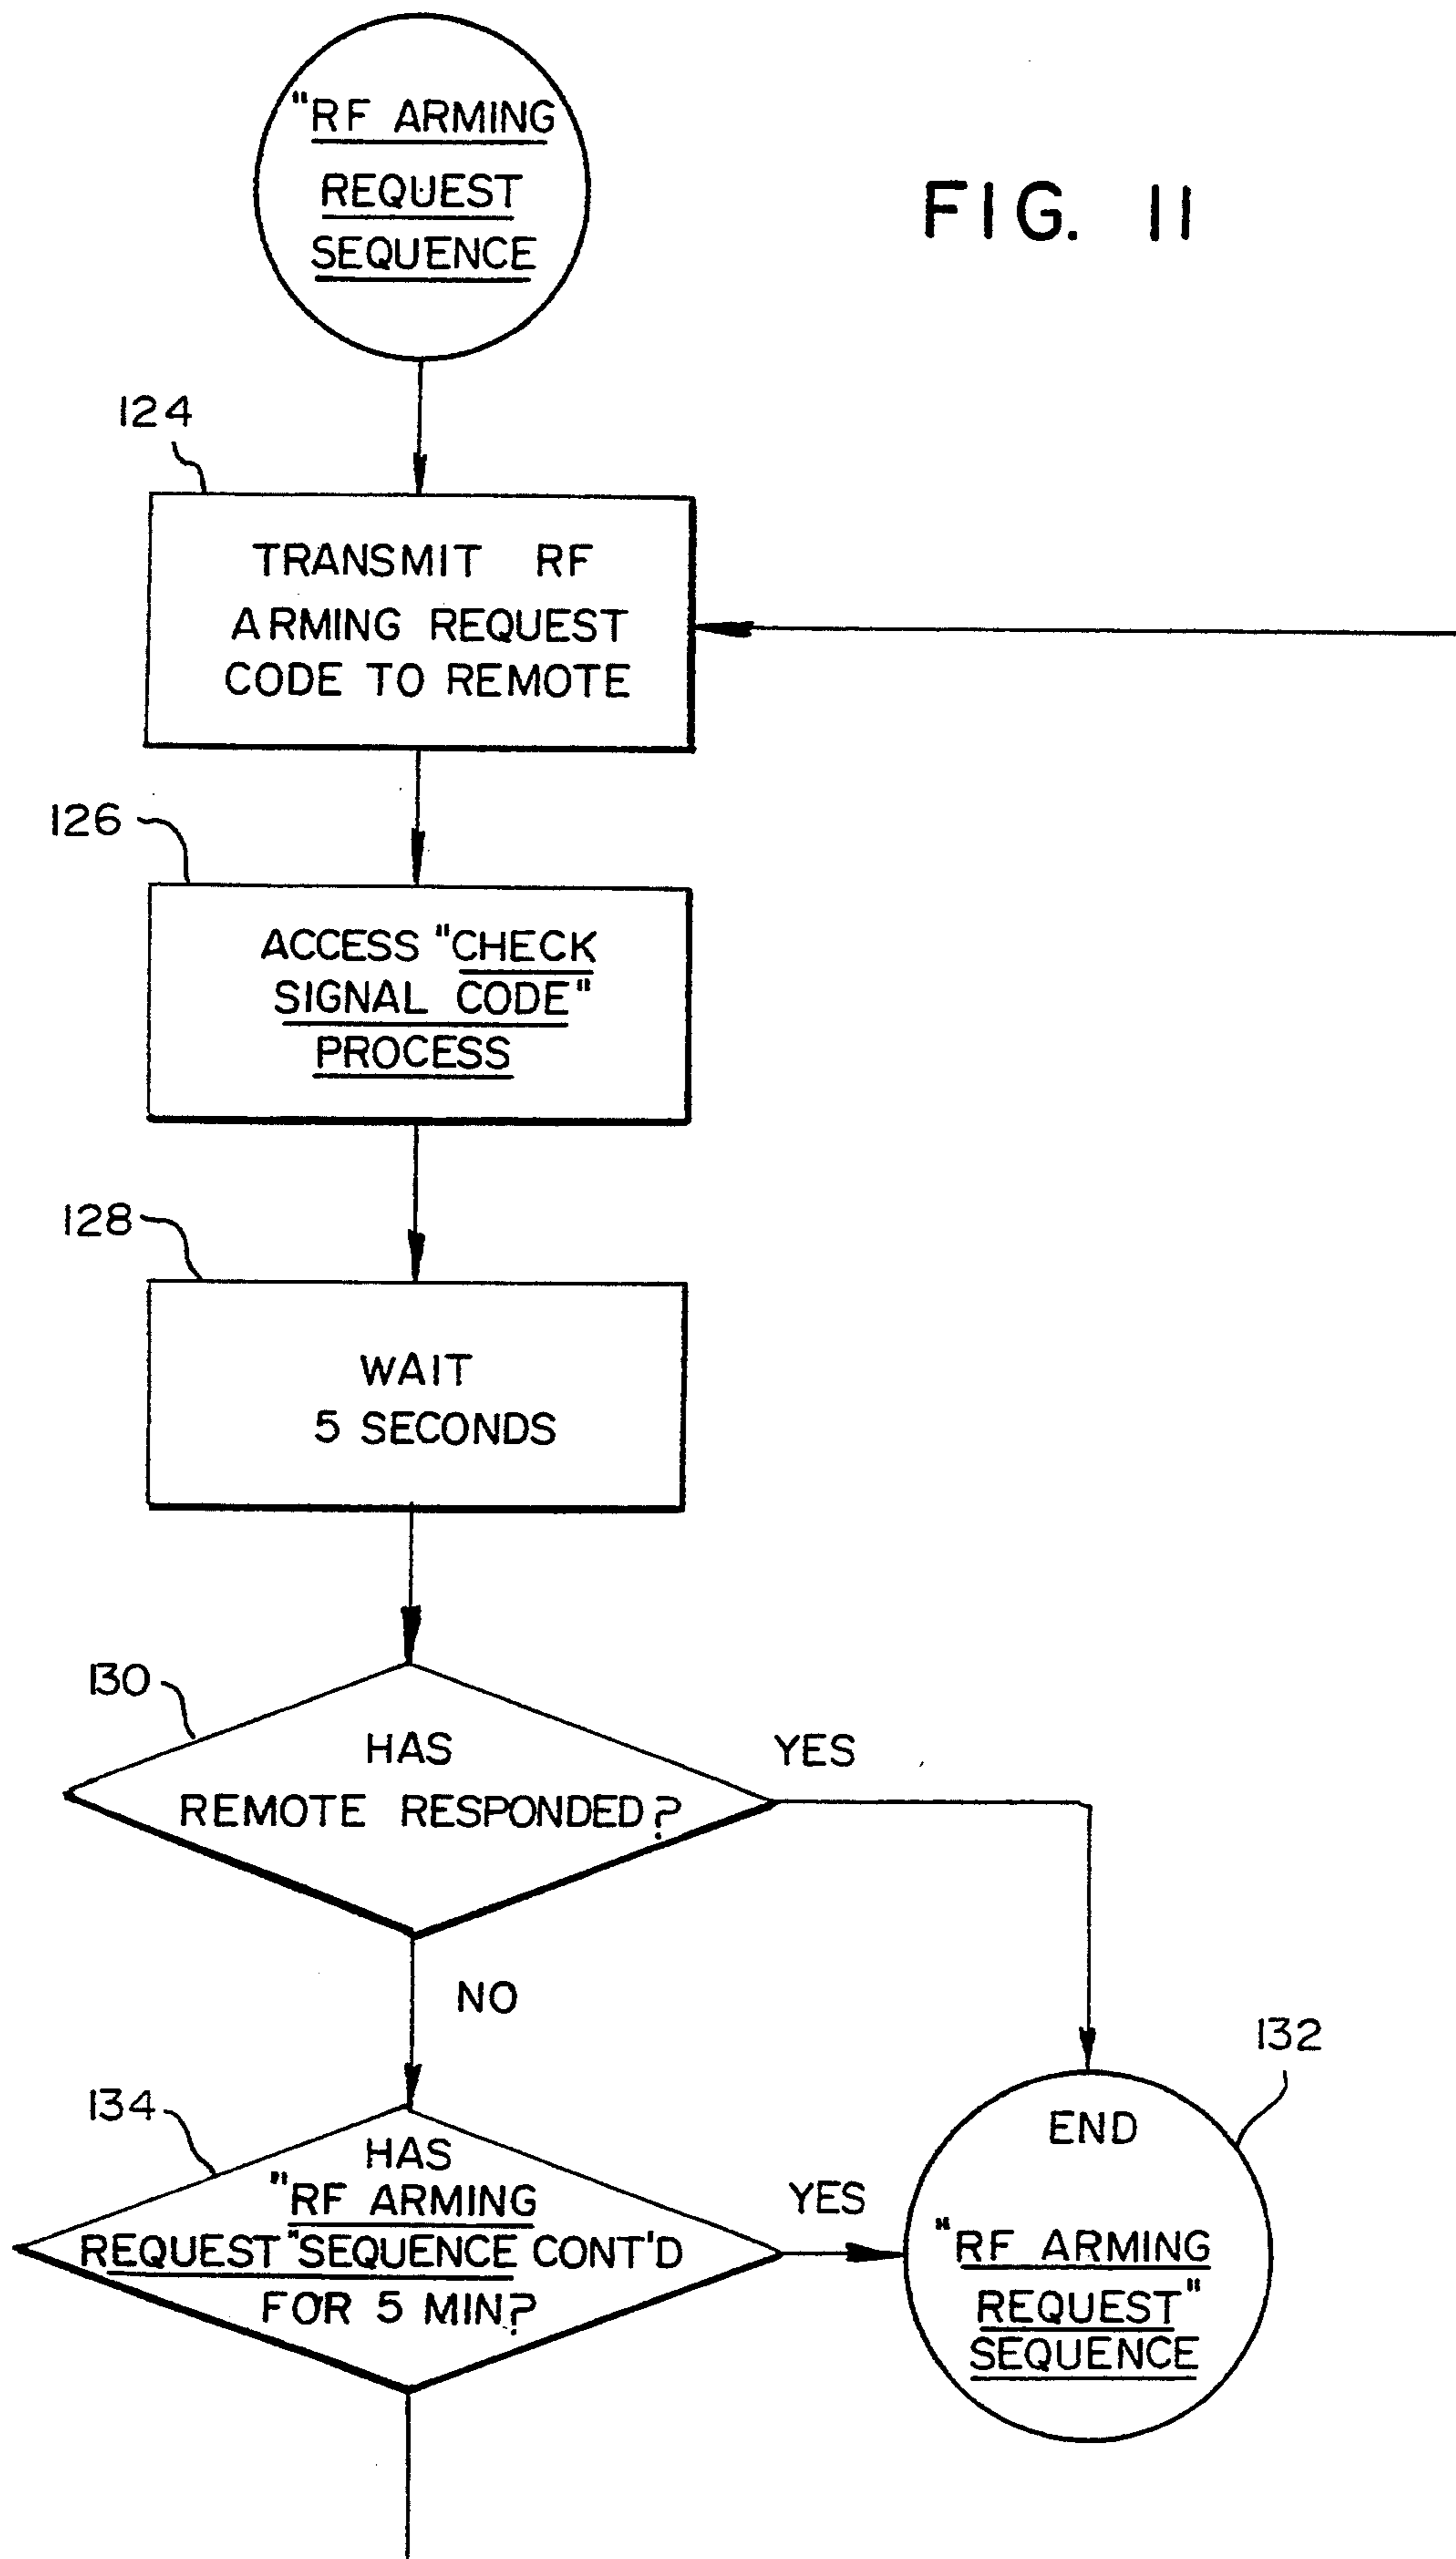 "RF ARMING
REQUEST
SEQUENCE
FIG. 11
124
TRANSMIT RF
ARMING REQUEST
CODE TO REMOTE
126
ACCESS "CHECK
SIGNAL CODE"
PROCESS
128
WAIT
5 SECONDS
130
HAS
REMOTE RESPONDED?
YES
NO
132
134
HAS
"RF ARMING
REQUEST "SEQUENCE CONT'D
FOR 5 MIN?
YES
END
"RF ARMING
REQUEST"
SEQUENCE